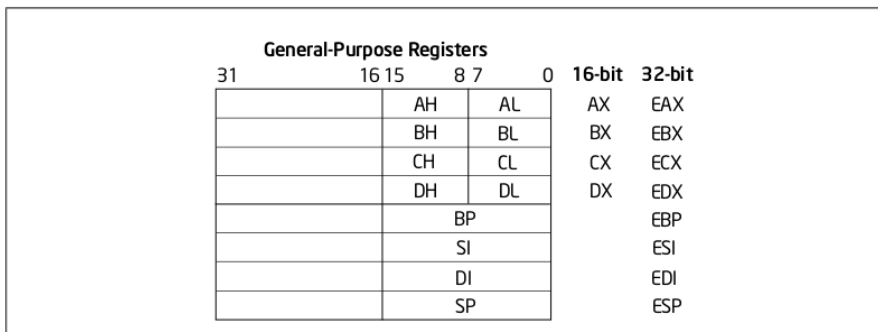 General-Purpose Registers
31 16 15 8 7 0 16-bit 32-bit
AH AL AX EAX
BH BL BX EBX
CH CL CX ECX
DH DL DX EDX
BP EBP
SI ESI
DI EDI
SP ESP